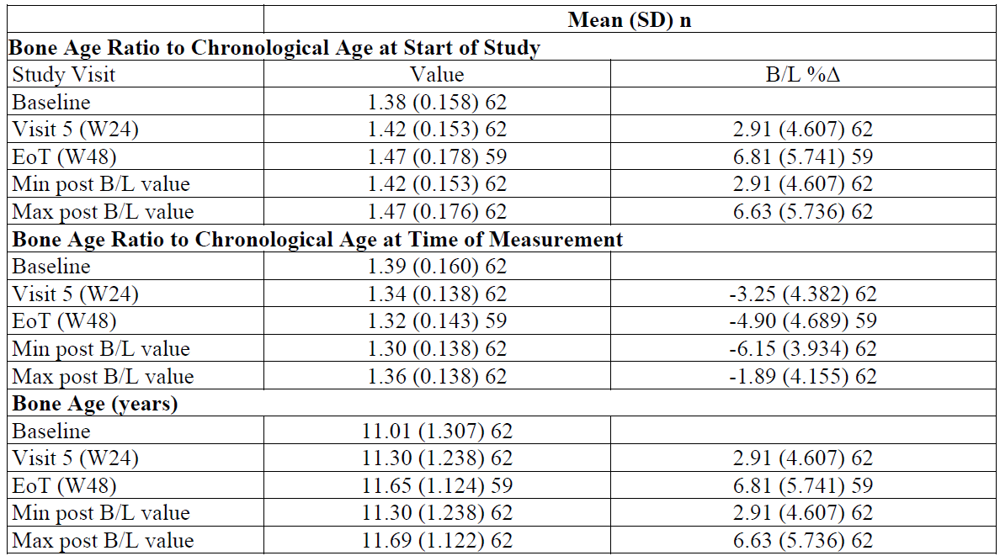 Mean (SD) n
Bone Age Ratio to Chronological Age at Start of Study
Study Visit Value B/L %Δ
Baseline 1.38 (0.158) 62
Visit 5 (W24) 1.42 (0.153) 62 2.91 (4.607) 62
EoT (W48) 1.47 (0.178) 59 6.81 (5.741) 59
Min post B/L value 1.42 (0.153) 62 2.91 (4.607) 62
Max post B/L value 1.47 (0.176) 62 6.63 (5.736) 62
Bone Age Ratio to Chronological Age at Time of Measurement
Baseline 1.39 (0.160) 62
Visit 5 (W24) 1.34 (0.138) 62 -3.25 (4.382) 62
EoT (W48) 1.32 (0.143) 59 -4.90 (4.689) 59
Min post B/L value 1.30 (0.138) 62 -6.15 (3.934) 62
Max post B/L value 1.36 (0.138) 62 -1.89 (4.155) 62
Bone Age (years)
Baseline 11.01 (1.307) 62
Visit 5 (W24) 11.30 (1.238) 62 2.91 (4.607) 62
EoT (W48) 11.65 (1.124) 59 6.81 (5.741) 59
Min post B/L value 11.30 (1.238) 62 2.91 (4.607) 62
Max post B/L value 11.69 (1.122) 62 6.63 (5.736) 62